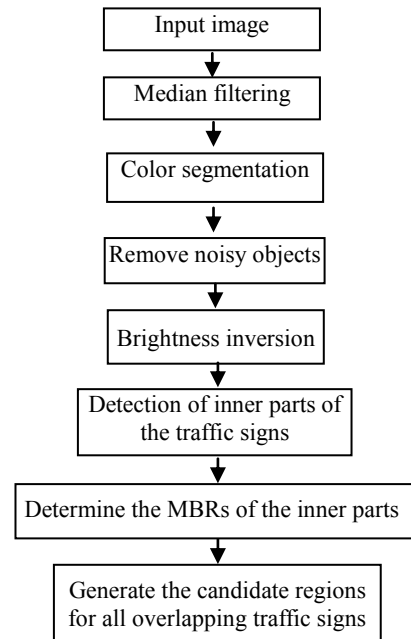 Input image
Median filtering
Color segmentation
Remove noisy objects
Brightness inversion
Detection of inner parts of
the traffic signs
Determine the MBRs of the inner parts
Generate the candidate regions
for all overlapping traffic signs